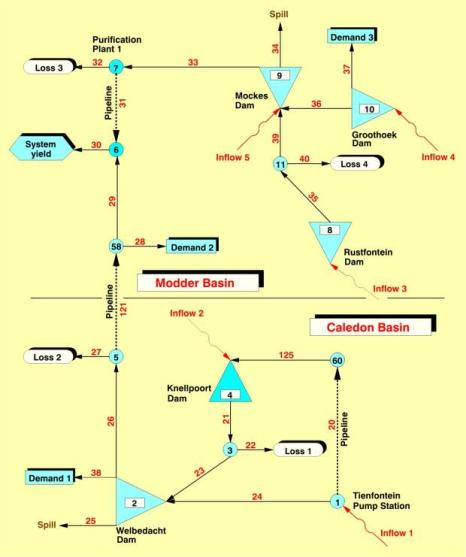 Spill
34
Purification
Plant 1
Loss 3
32
7
33
9
Mockes
Dam
Demand 3
37
36
10
Groothoek
Dam
Pipeline
31
System
yield
30
6
39
Inflow 5
Inflow 4
11
40
Loss 4
35
29
8
Rustfontein
Dam
58
28
Demand 2
Modder Basin
Inflow 3
Pipeline
121
Inflow 2
Caledon Basin
Loss 2
27
5
125
60
Knellpoort
Dam
4
26
21
20
Pipeline
3
22
Loss 1
23
Demand 1
38
2
24
1
Tienfontein
Pump Station
Spill
25
Welbedacht
Dam
Inflow 1